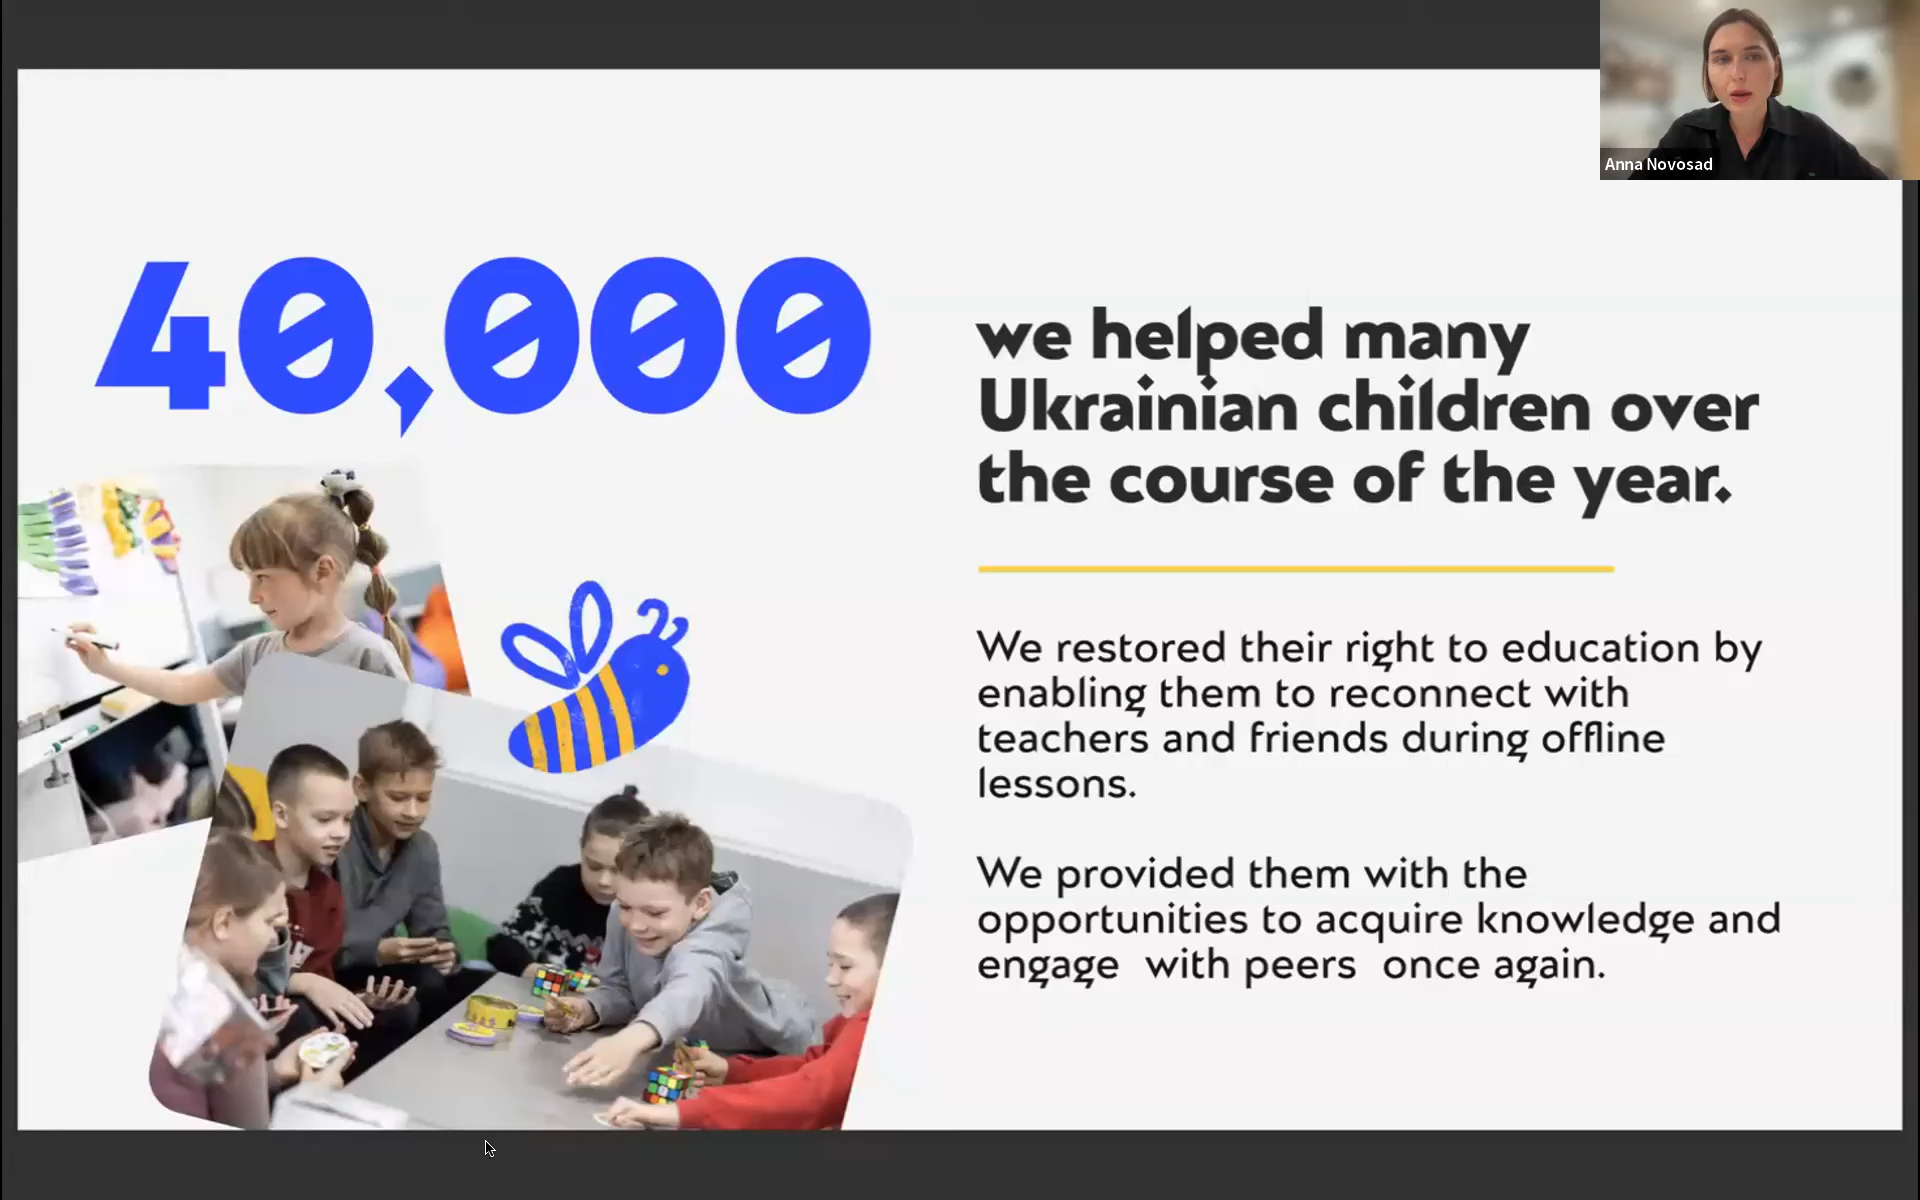 Anna Novosad
40,000
we helped many
Ukrainian children over
the course of the year.
We restored their right to education by
enabling them to reconnect with
teachers and friends during offline
lessons.
We provided them with the
opportunities to acquire knowledge and
engage with peers once again.